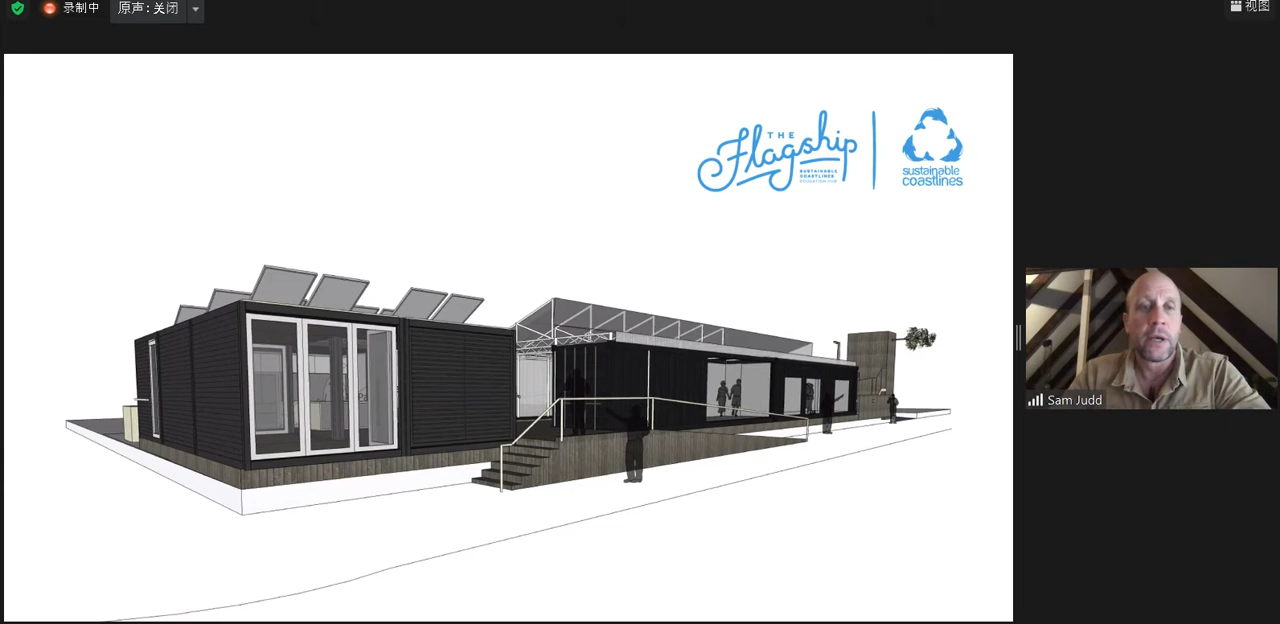 录制中
原声:关闭
视图
THE
Flagship
SUSTAINABLE
COASTLINES
EDUCATION HUB
sustainable
coastlines
Sam Judd